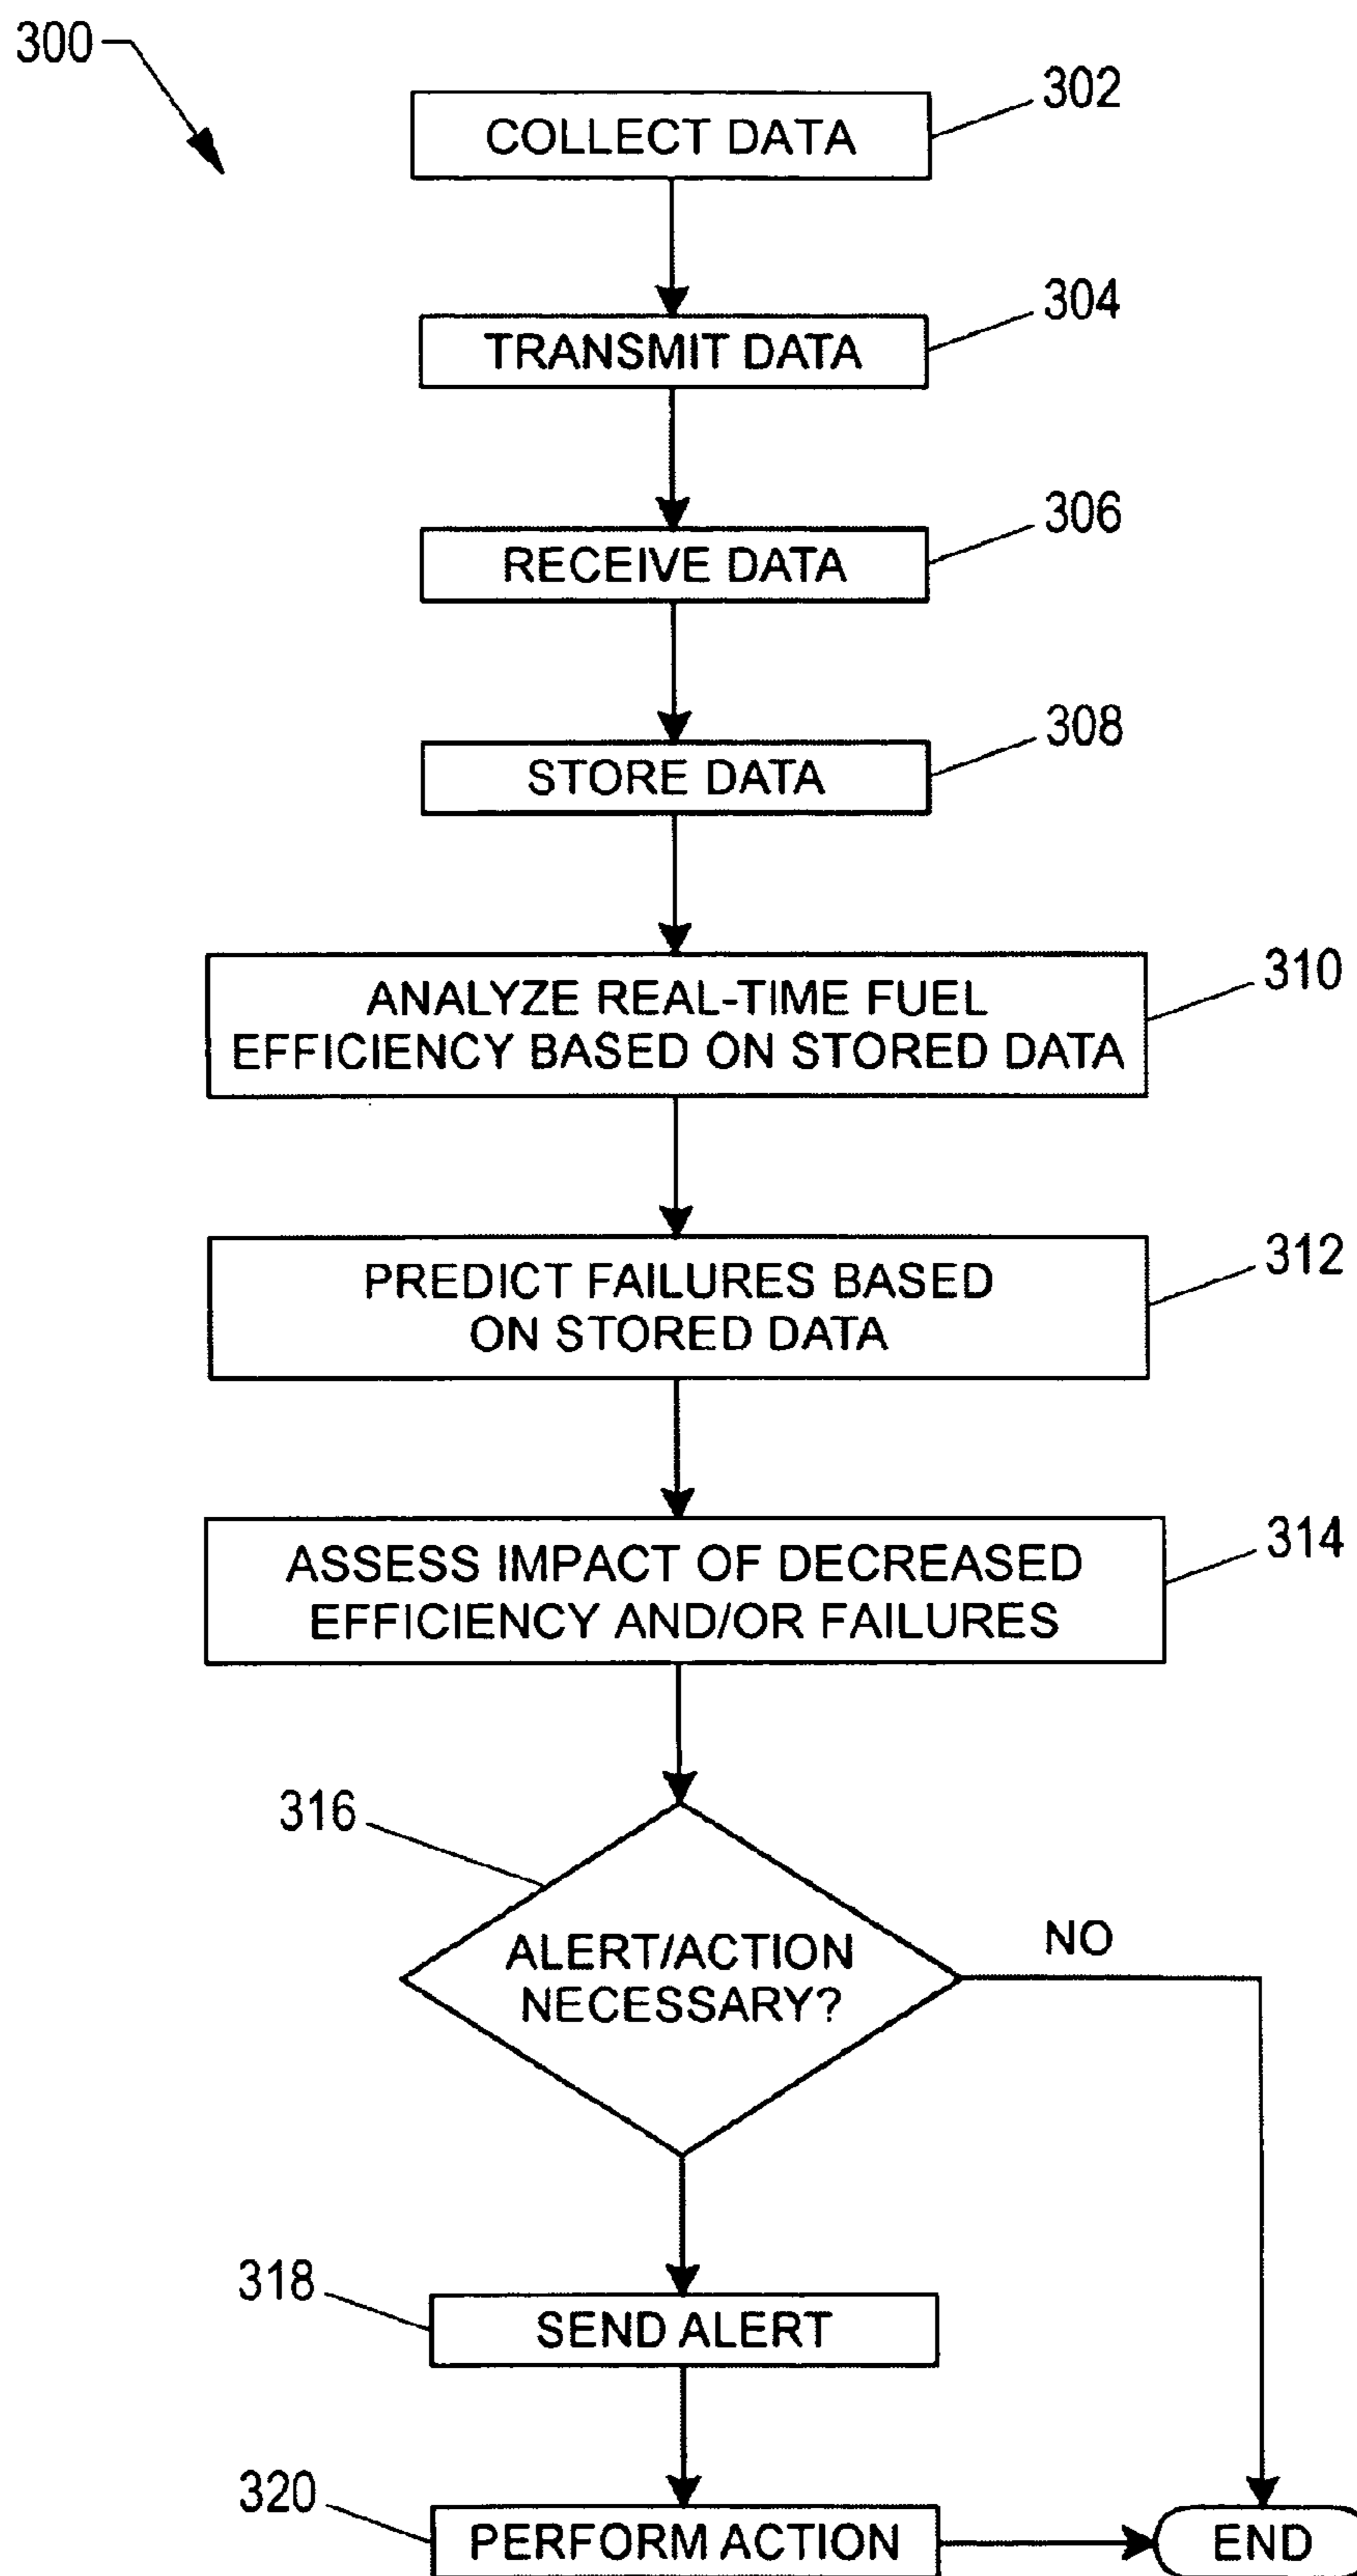 300
302
COLLECT DATA
304
TRANSMIT DATA
306
RECEIVE DATA
308
STORE DATA
310
ANALYZE REAL-TIME FUEL
EFFICIENCY BASED ON STORED DATA
312
PREDICT FAILURES BASED
ON STORED DATA
314
ASSESS IMPACT OF DECREASED
EFFICIENCY AND/OR FAILURES
316
ALERT/ACTION
NECESSARY?
NO
318
SEND ALERT
320
PERFORM ACTION
END